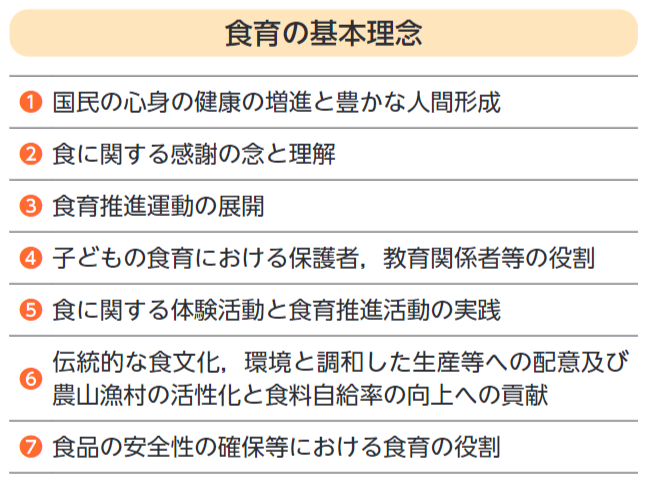 食育の基本理念
❶ 国民の心身の健康の増進と豊かな人間形成
❷ 食に関する感謝の念と理解
❸ 食育推進運動の展開
❹ 子どもの食育における保護者，教育関係者等の役割
❺ 食に関する体験活動と食育推進活動の実践
❻ 伝統的な食文化，環境と調和した生産等への配意及び
農山漁村の活性化と食料自給率の向上への貢献
❼ 食品の安全性の確保等における食育の役割